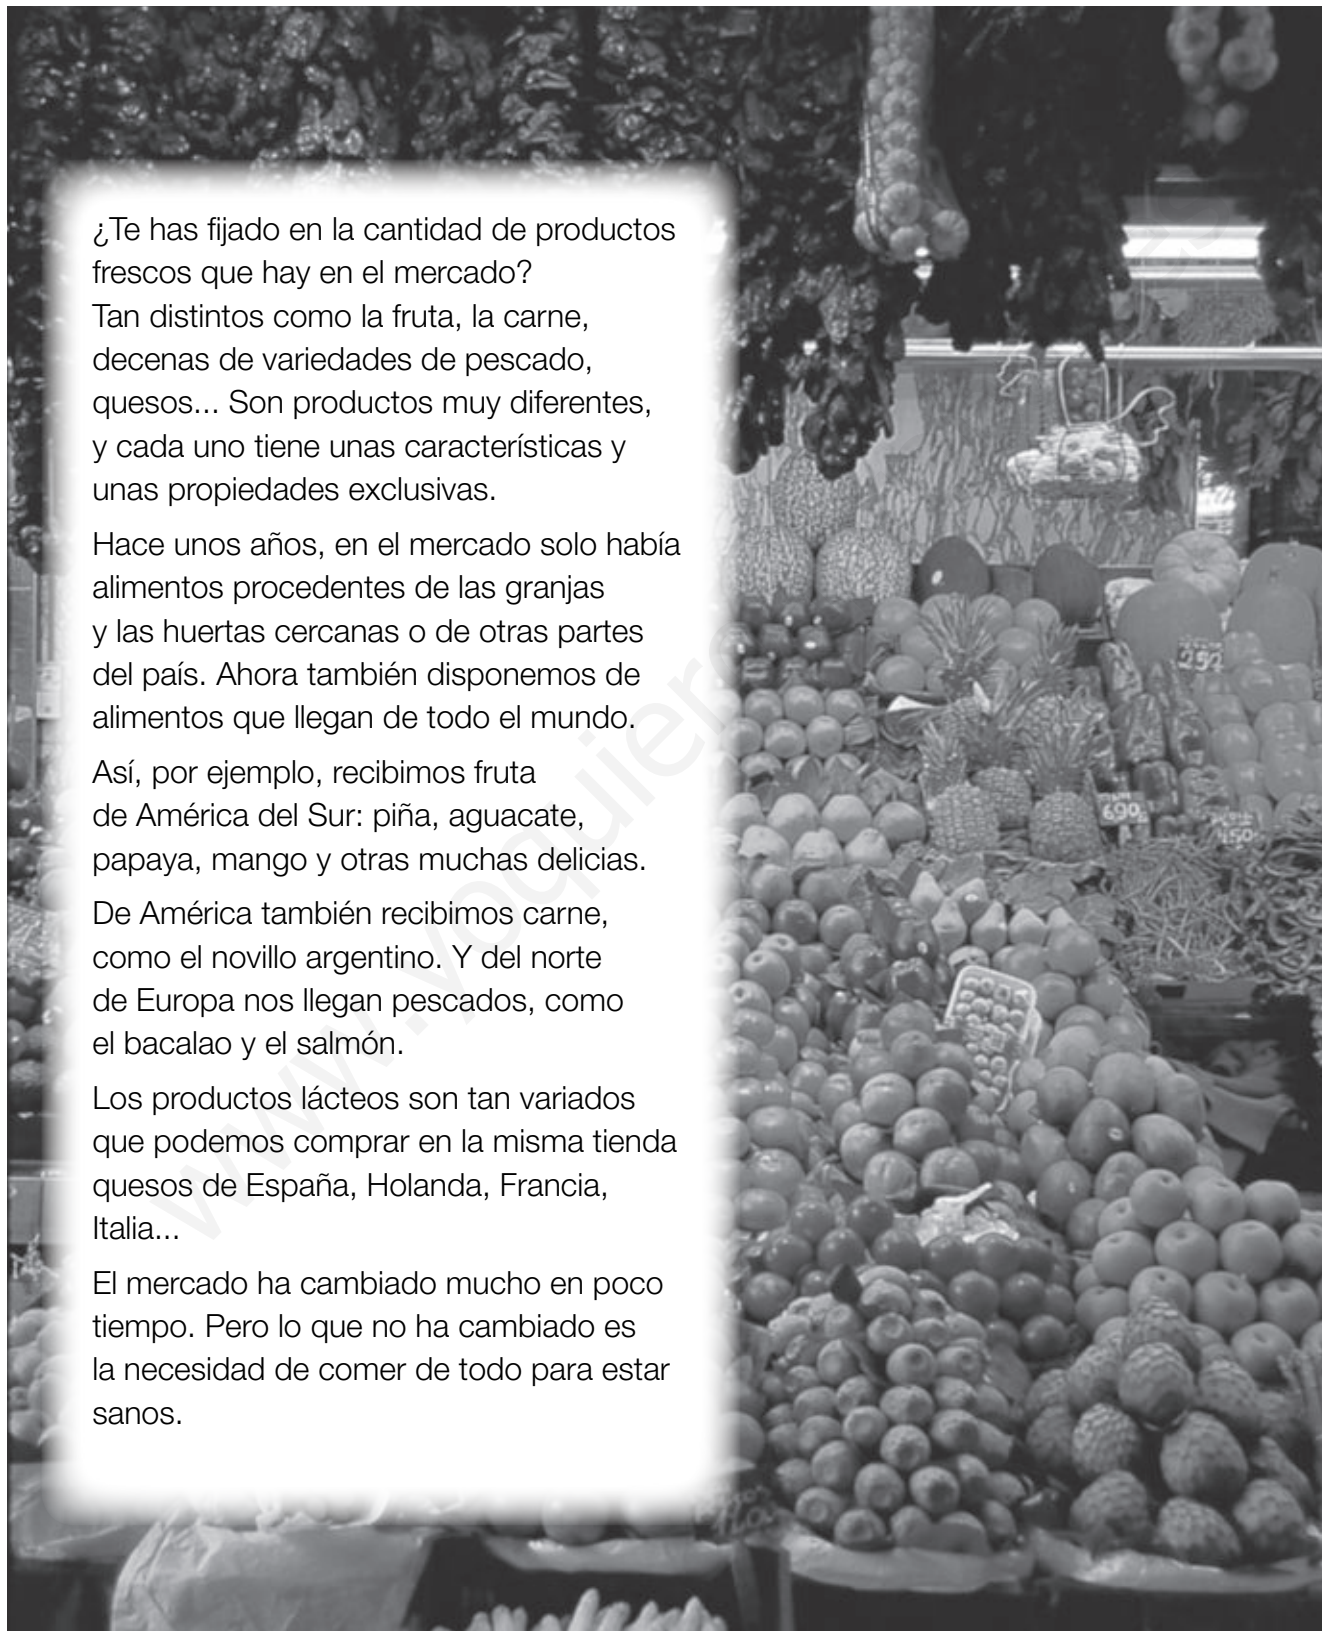 ¿Te has fijado en la cantidad de productos
frescos que hay en el mercado?
Tan distintos como la fruta, la carne,
decenas de variedades de pescado,
quesos... Son productos muy diferentes,
y cada uno tiene unas características y
unas propiedades exclusivas.
Hace unos años, en el mercado solo había
alimentos procedentes de las granjas
y las huertas cercanas o de otras partes
del país. Ahora también disponemos de
alimentos que llegan de todo el mundo.
Así, por ejemplo, recibimos fruta
de América del Sur: piña, aguacate,
papaya, mango y otras muchas delicias.
De América también recibimos carne,
como el novillo argentino. Y del norte
de Europa nos llegan pescados, como
el bacalao y el salmón.
Los productos lácteos son tan variados
que podemos comprar en la misma tienda
quesos de España, Holanda, Francia,
Italia...
El mercado ha cambiado mucho en poco
tiempo. Pero lo que no ha cambiado es
la necesidad de comer de todo para estar
sanos.
252
690
450